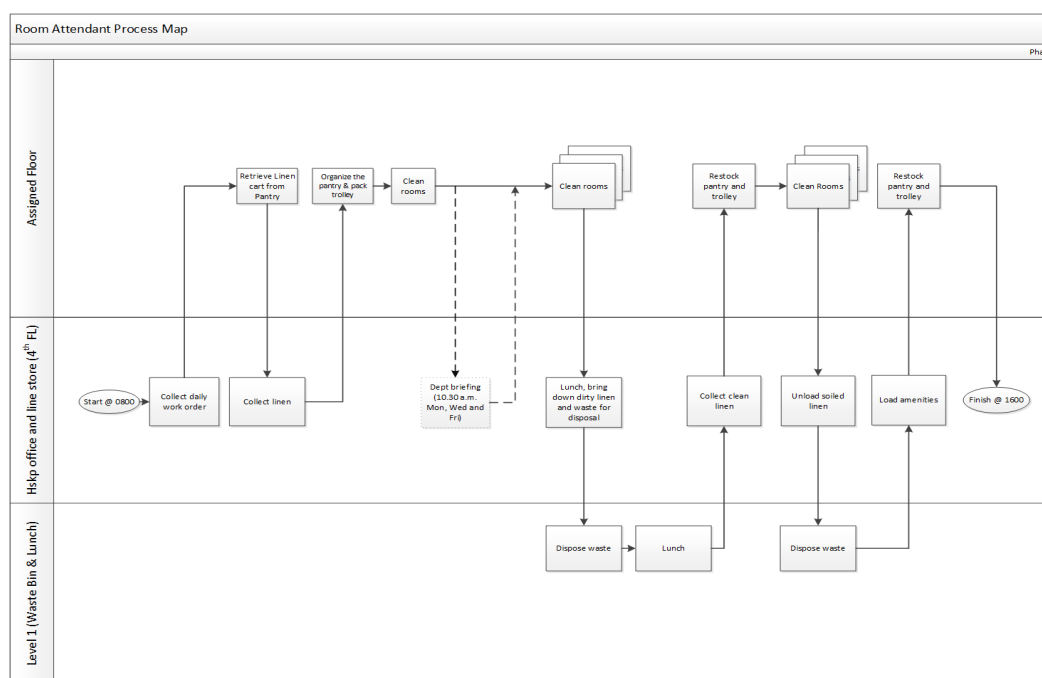 Room Attendant Process Map
Pha
Assigned Floor
Retrieve Linen
cart from
Pantry
Organize the
pantry & pack
trolley
Clean
rooms
Clean rooms
Restock
pantry and
trolley
Clean Rooms
Restock
pantry and
trolley
Hskp office and line store (4th FL)
Start @ 0800
Collect daily
work order
Collect linen
Dept briefing
(10.30 a.m.
Mon, Wed and
Fri)
Lunch, bring
down dirty linen
and waste for
disposal
Collect clean
linen
Unload soiled
linen
Load amenities
Finish @ 1600
Level 1 (Waste Bin & Lunch)
Dispose waste
Lunch
Dispose waste